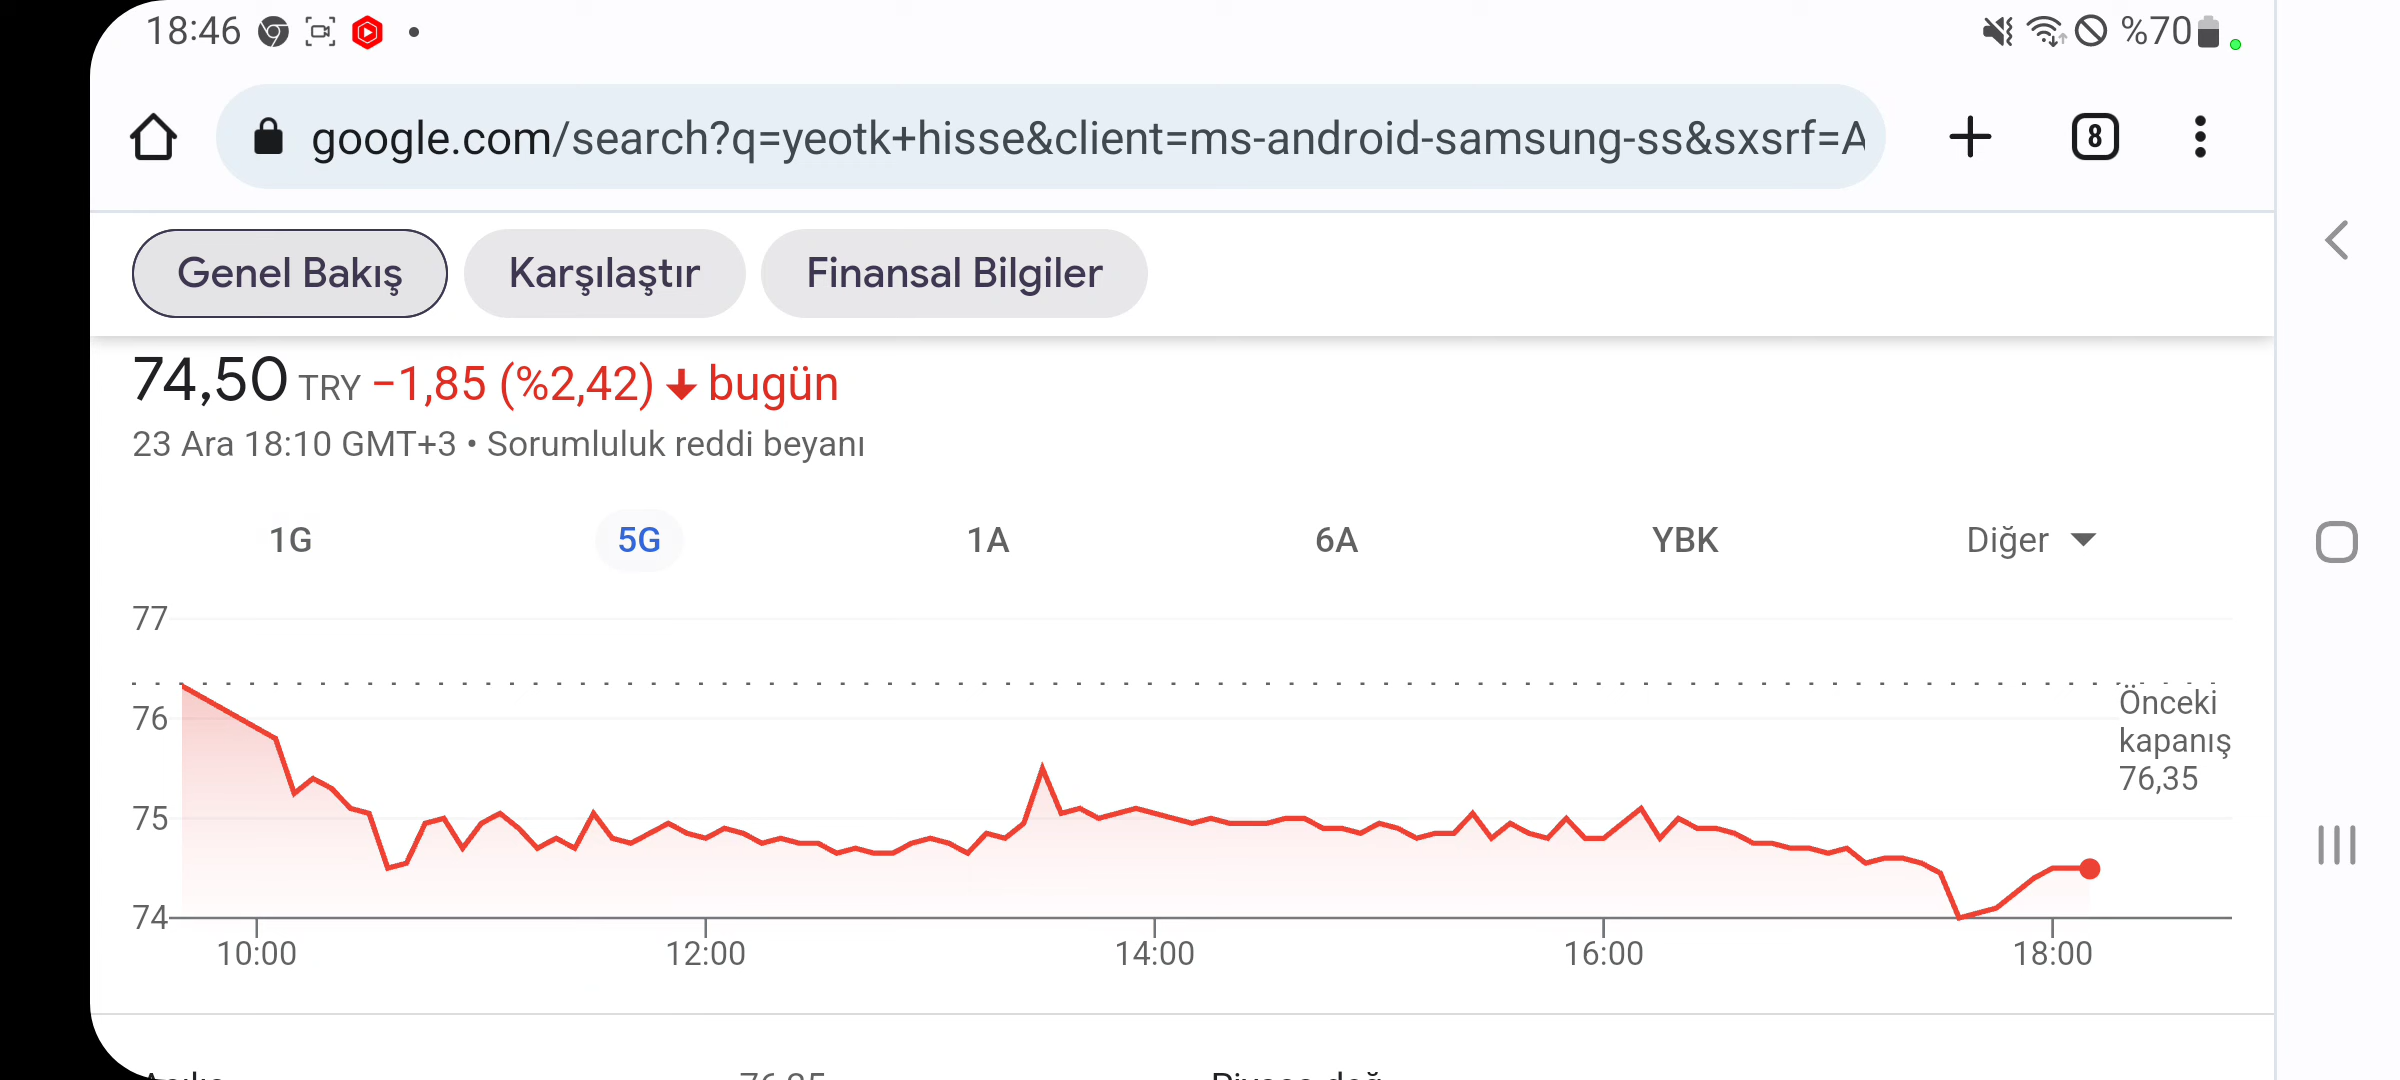 18:46 %70
google.com/search?q=yeotk+hisse&client=ms-android-samsung-ss&sxsrf=A 8
Genel Bakış Karşılaştır Finansal Bilgiler
74,50 TRY −1,85 (%2,42) ↓ bugün
23 Ara 18:10 GMT+3 • Sorumluluk reddi beyanı
1G 5G 1A 6A YBK Diğer
77
76
75
74
Önceki
kapanış
76,35
10:00 12:00 14:00 16:00 18:00